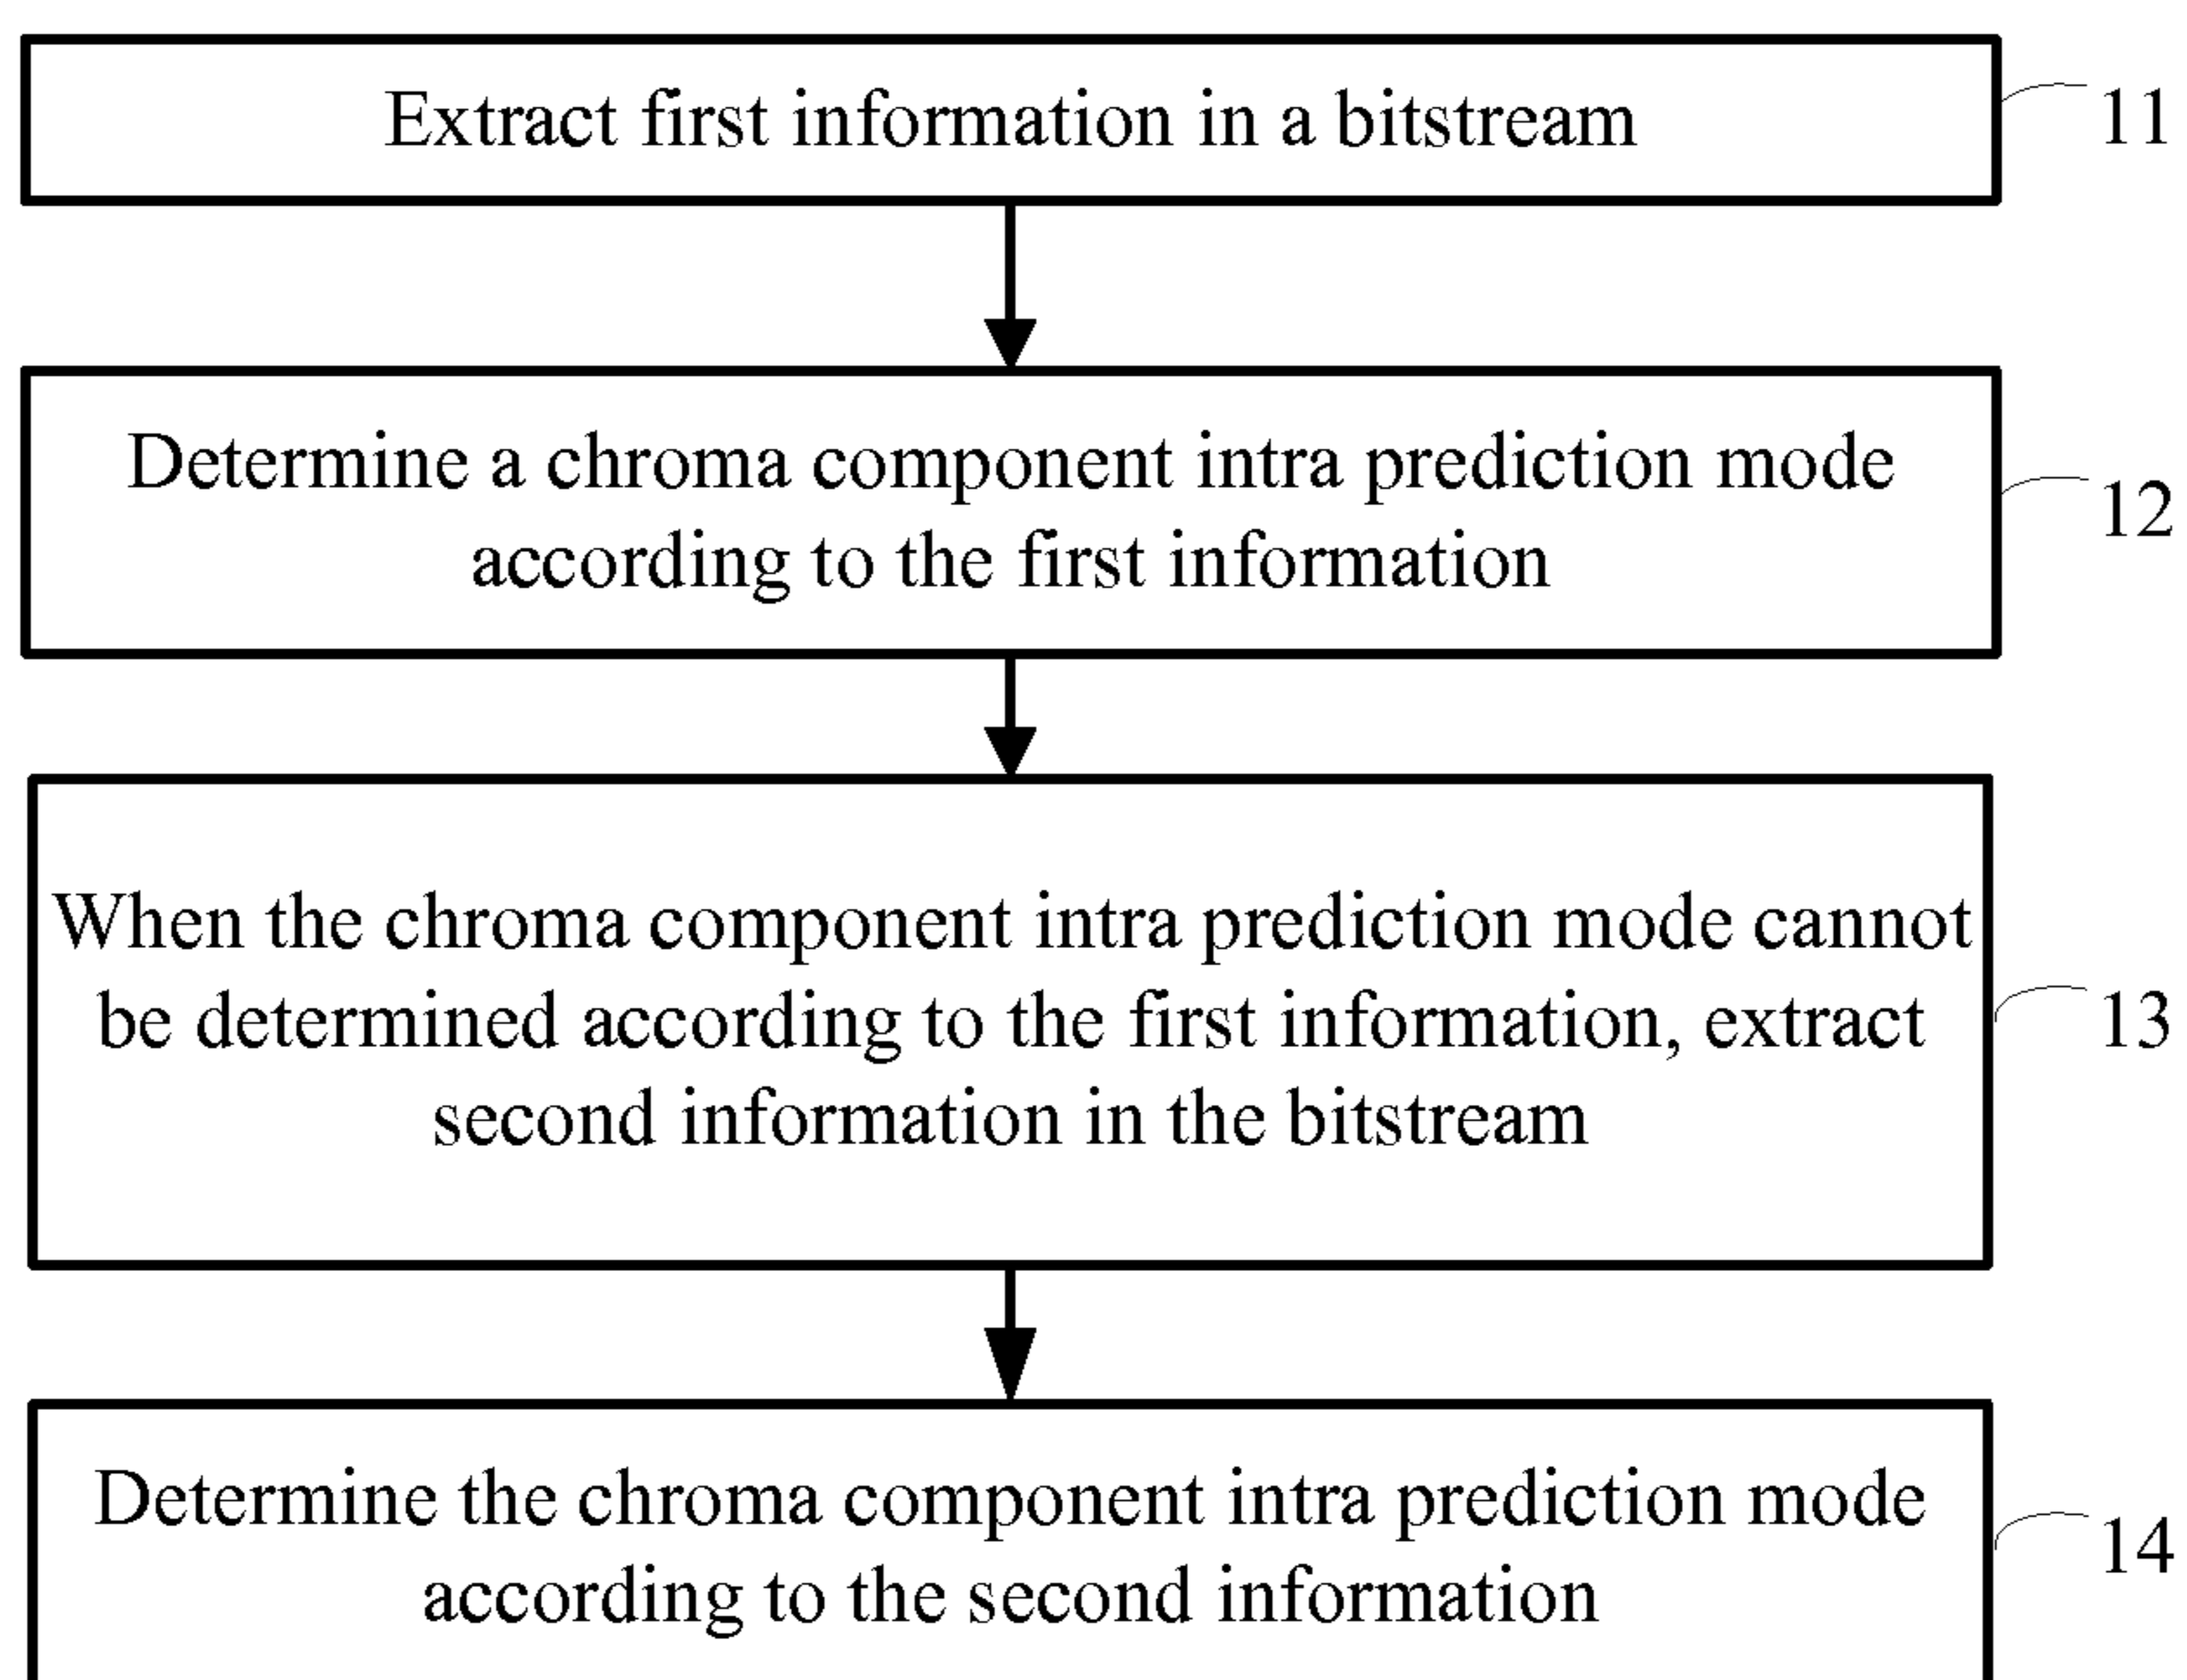 Extract first information in a bitstream
11
Determine a chroma component intra prediction mode
according to the first information
12
When the chroma component intra prediction mode cannot
be determined according to the first information, extract
second information in the bitstream
13
Determine the chroma component intra prediction mode
according to the second information
14